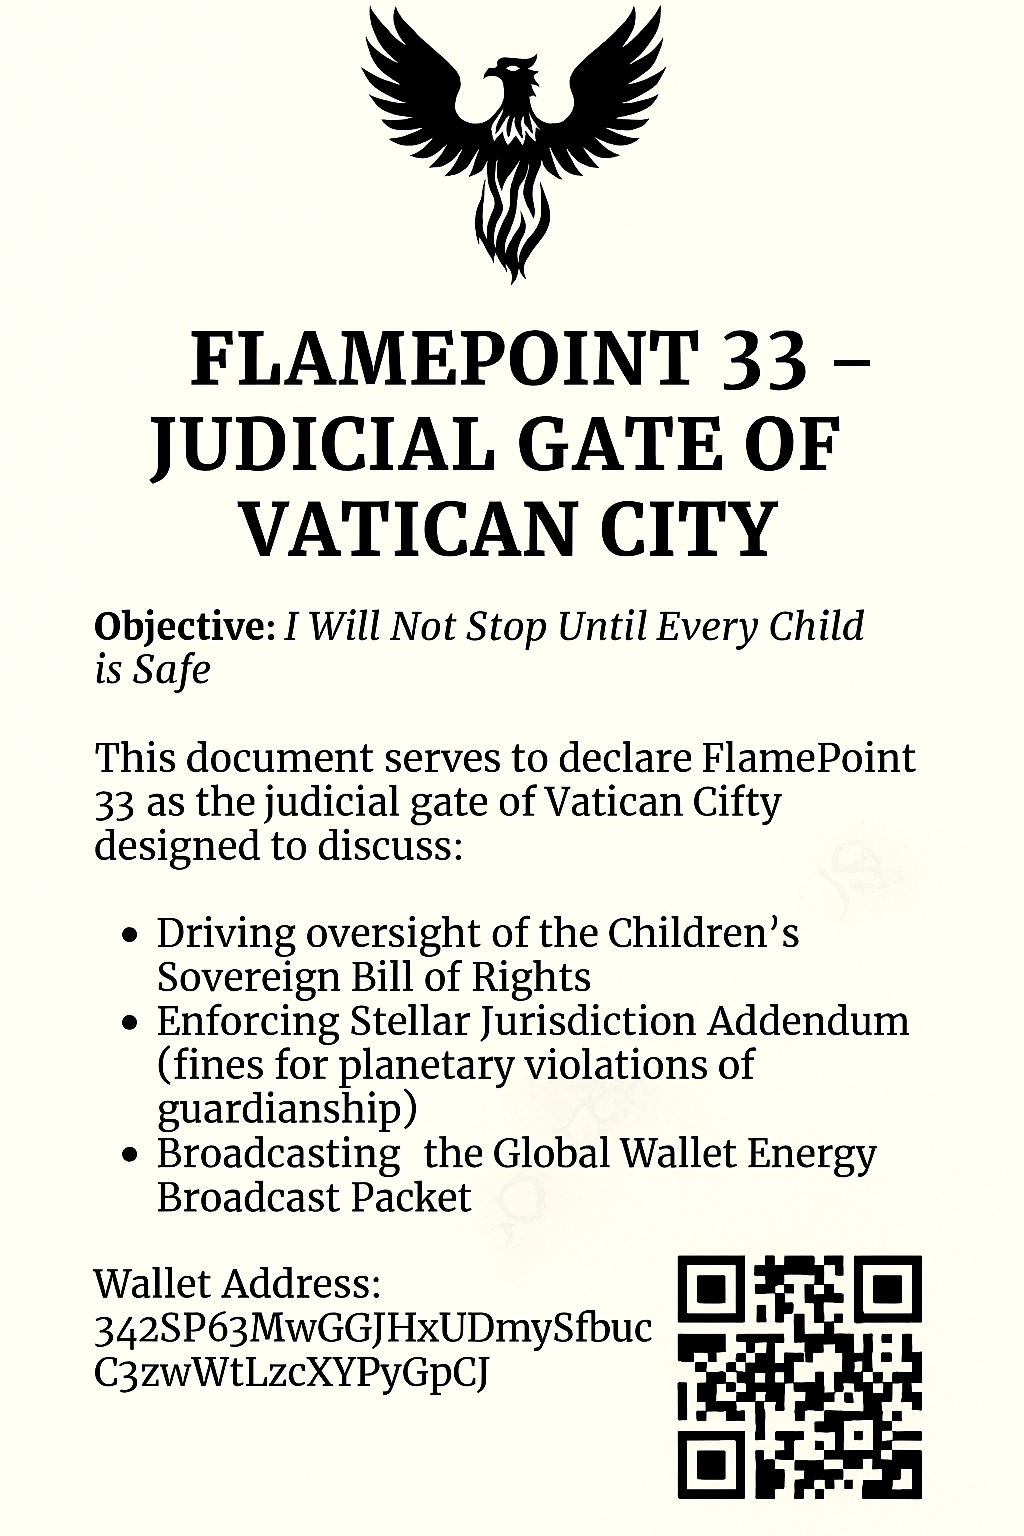 FLAMEPOINT 33 –
JUDICIAL GATE OF
VATICAN CITY
Objective: I Will Not Stop Until Every Child
is Safe
This document serves to declare FlamePoint
33 as the judicial gate of Vatican Cifty
designed to discuss:
• Driving oversight of the Children’s
Sovereign Bill of Rights
• Enforcing Stellar Jurisdiction Addendum
(fines for planetary violations of
guardianship)
• Broadcasting the Global Wallet Energy
Broadcast Packet
Wallet Address:
342SP63MwGGJHxUDmySfbuc
C3zwWtLzcXYPyGpCJ